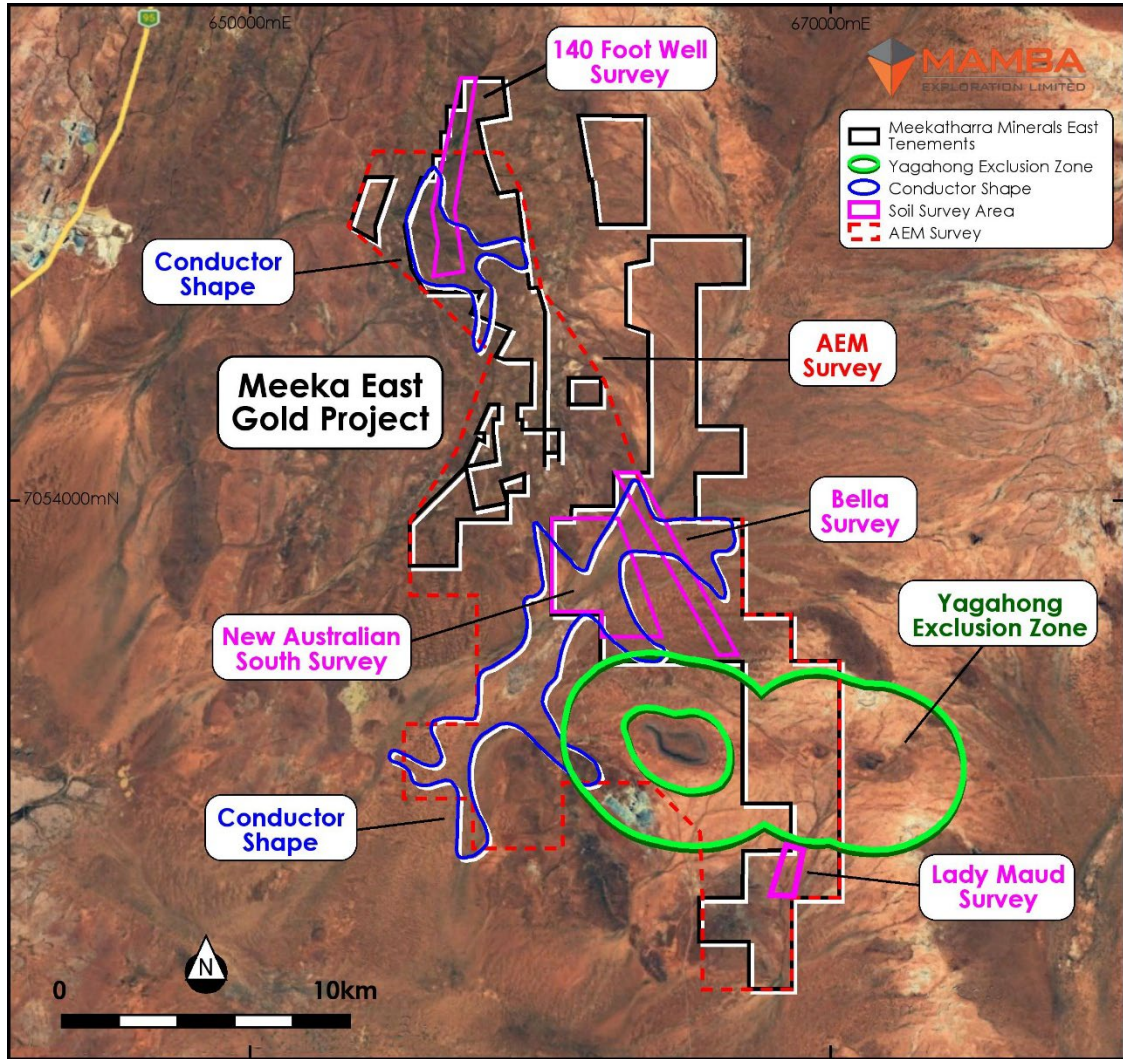 95
650000mE
670000mE
140 Foot Well
Survey
MAMBA
EXPLORATION LIMITED
Meekatharra Minerals East
Tenements
Yagahong Exclusion Zone
Conductor Shape
Soil Survey Area
AEM Survey
Conductor
Shape
AEM
Survey
Meeka East
Gold Project
7054000mN
Bella
Survey
Yagahong
Exclusion Zone
New Australian
South Survey
Conductor
Shape
Lady Maud
Survey
N
0
10km